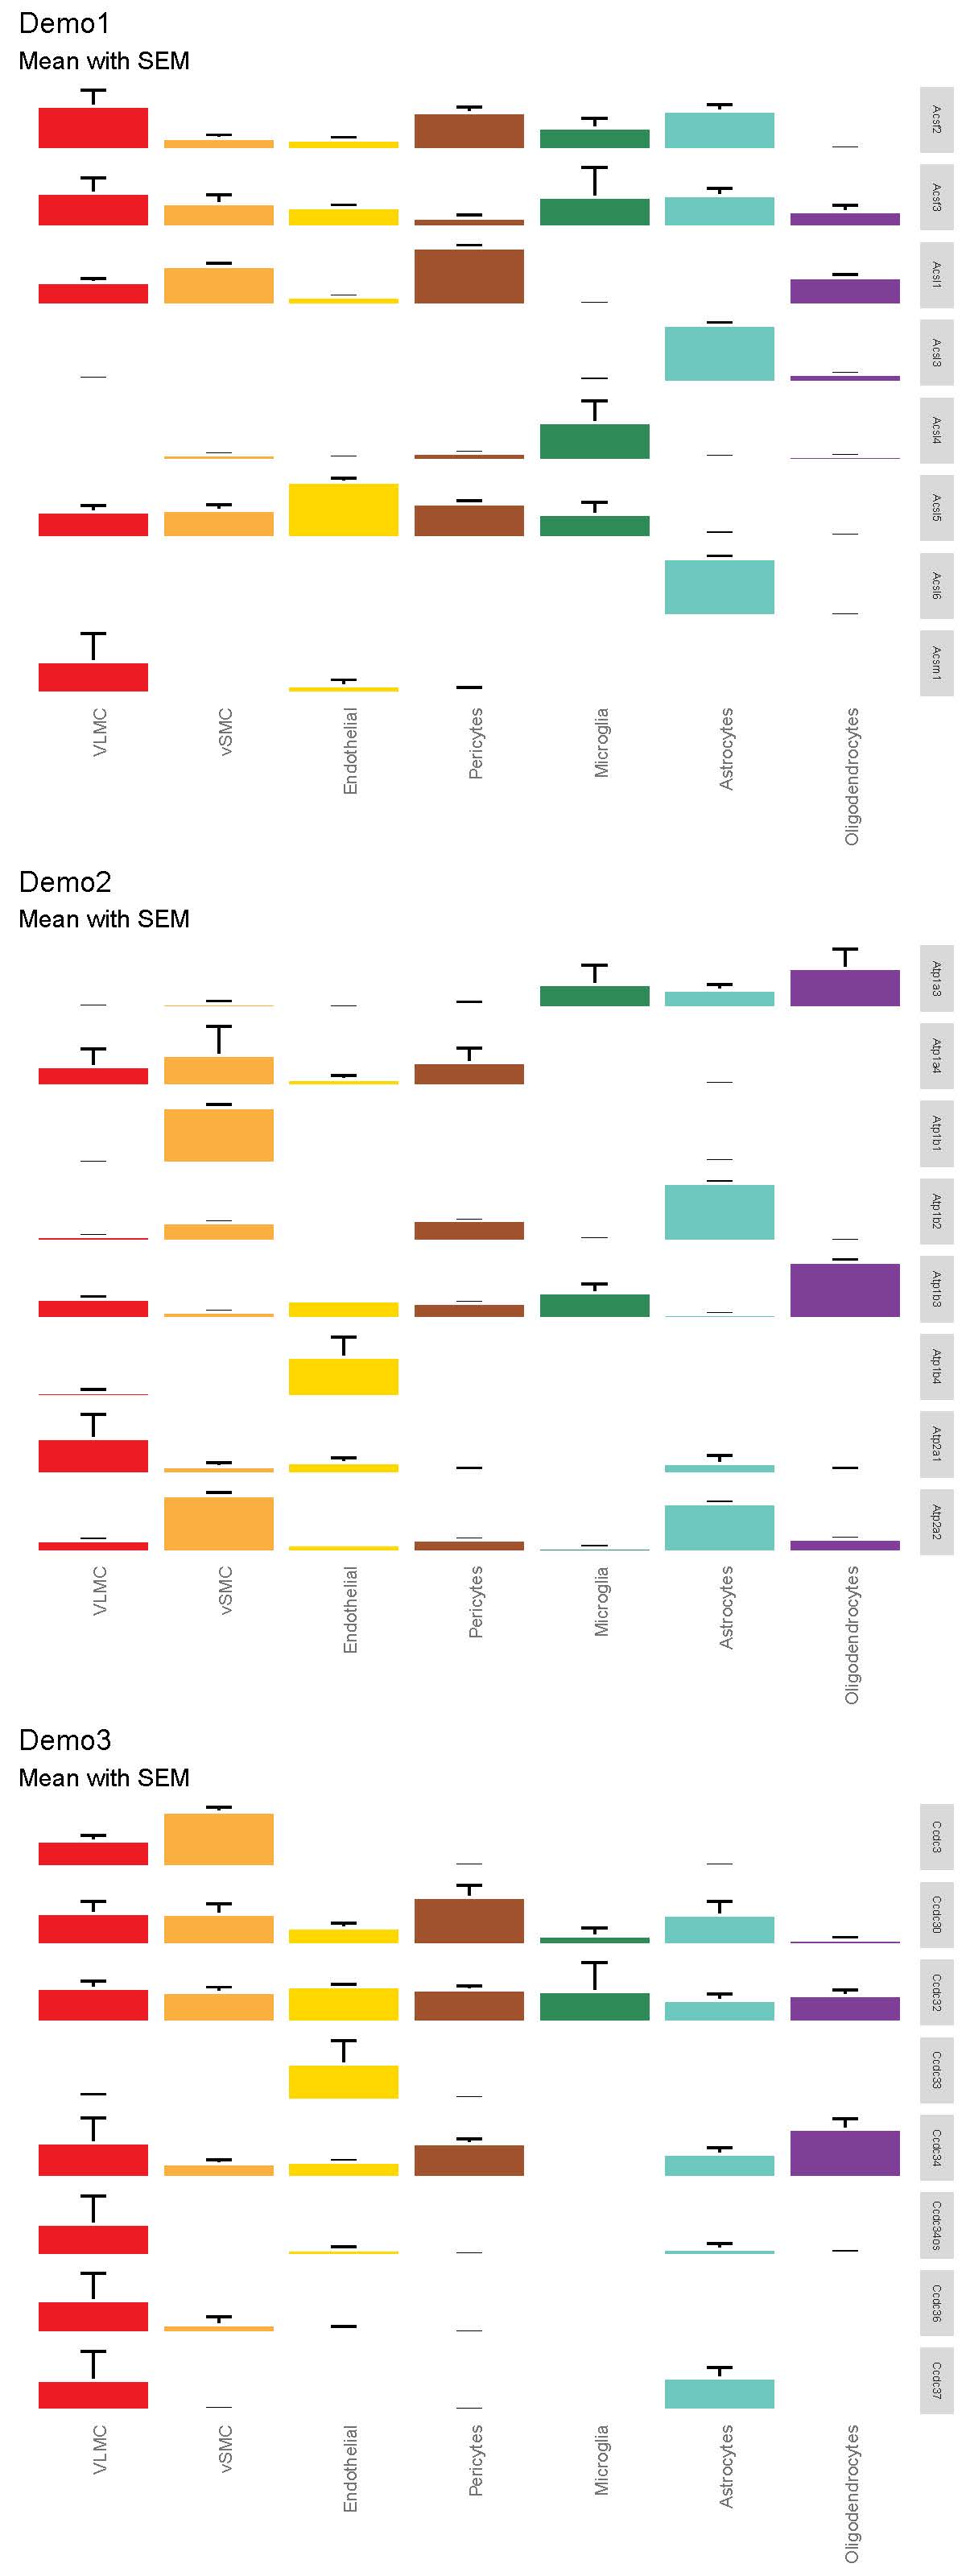 Demo1
Mean with SEM
Acsf2
Acsf3
Acsl1
Acsl3
Acsl4
Acsl5
Acsl6
Acsm1
VLMC
vSMC
Endothelial
Pericytes
Microglia
Astrocytes
Oligodendrocytes
Demo2
Mean with SEM
Atp1a3
Atp1a4
Atp1b1
Atp1b2
Atp1b3
Atp1b4
Atp2a1
Atp2a2
VLMC
vSMC
Endothelial
Pericytes
Microglia
Astrocytes
Oligodendrocytes
Demo3
Mean with SEM
Ccdc3
Ccdc30
Ccdc32
Ccdc33
Ccdc34
Ccdc34os
Ccdc36
Ccdc37
VLMC
vSMC
Endothelial
Pericytes
Microglia
Astrocytes
Oligodendrocytes